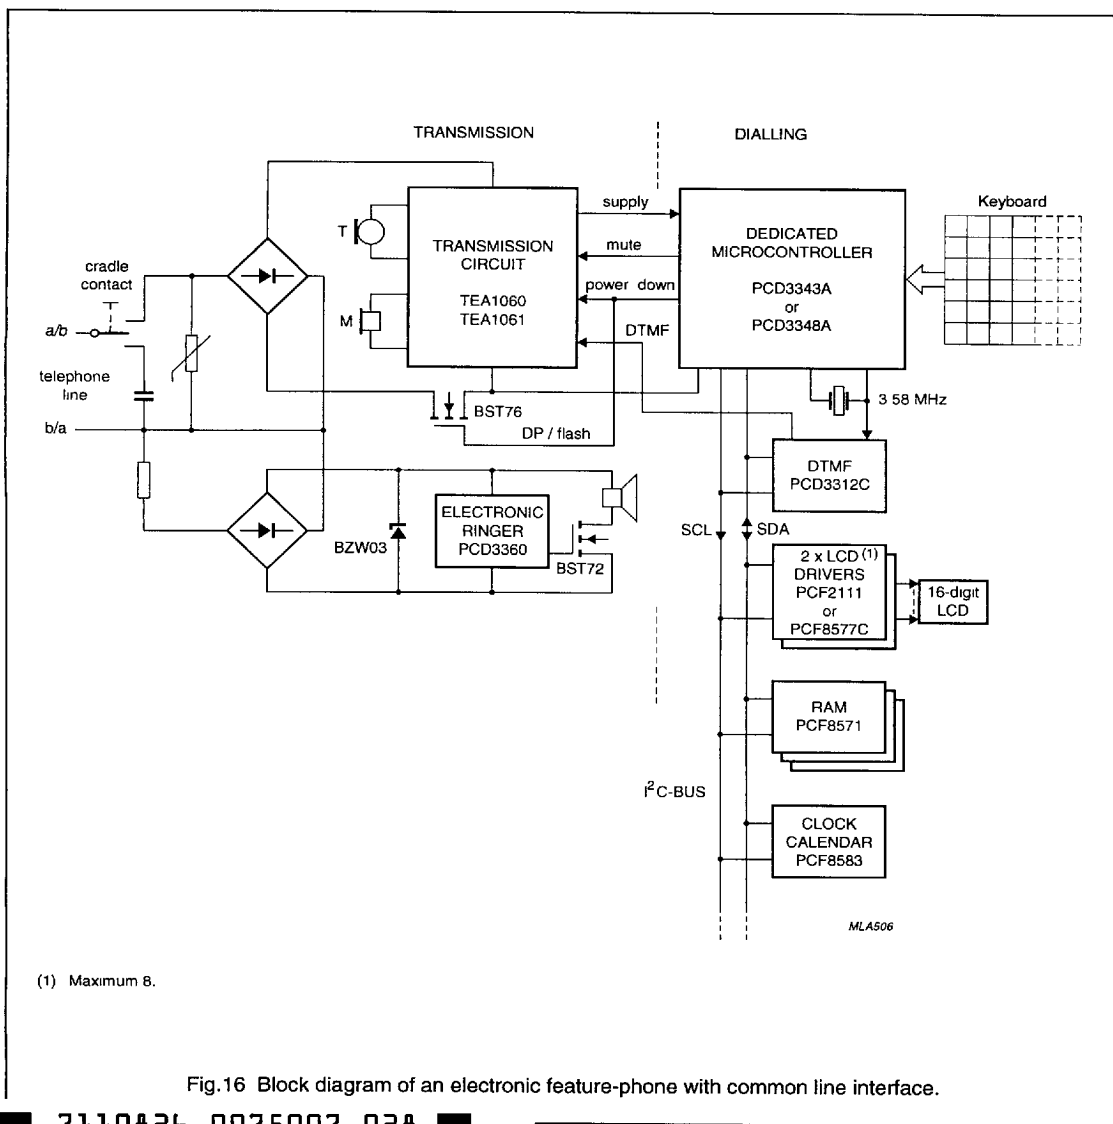 TRANSMISSION
DIALLING
supply
mute
power down
DTMF
T
M
TRANSMISSION
CIRCUIT
TEA1060
TEA1061
DEDICATED
MICROCONTROLLER
PCD3343A
or
PCD3348A
Keyboard
cradle
contact
a/b
telephone
line
b/a
BST76
DP / flash
3 58 MHz
DTMF
PCD3312C
ELECTRONIC
RINGER
PCD3360
BZW03
BST72
SCL
SDA
2 x LCD (1)
DRIVERS
PCF2111
or
PCF8577C
16-digit
LCD
RAM
PCF8571
I²C-BUS
CLOCK
CALENDAR
PCF8583
MLA506
(1) Maximum 8.
Fig.16 Block diagram of an electronic feature-phone with common line interface.